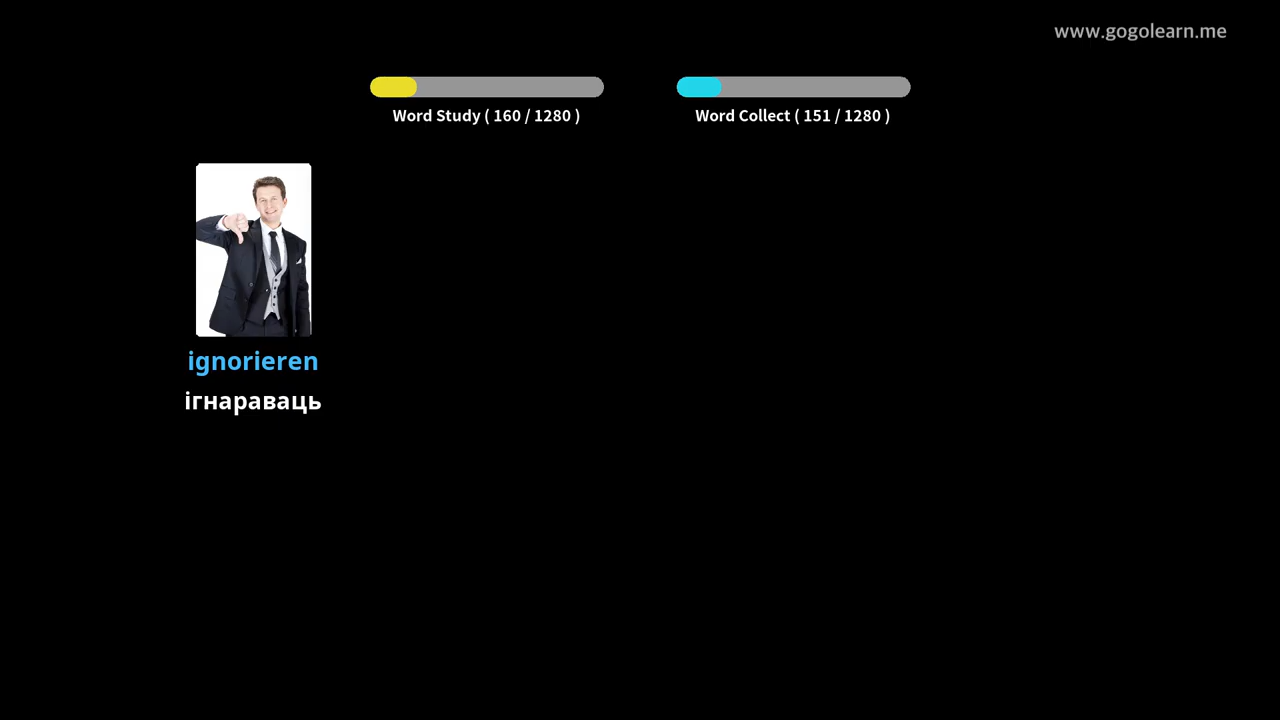 www.gogolearn.me
Word Study ( 160 / 1280 )
Word Collect ( 151 / 1280 )
ignorieren
ігнараваць